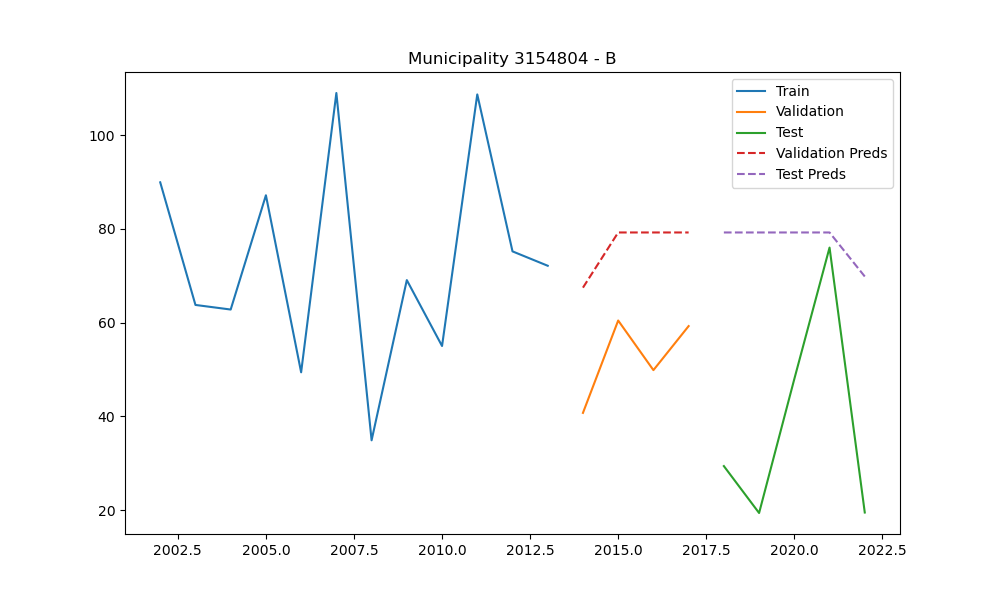 Municipality 3154804 - B
Train
Validation
Test
Validation Preds
Test Preds
100
80
60
40
20
2002.5 2005.0 2007.5 2010.0 2012.5 2015.0 2017.5 2020.0 2022.5